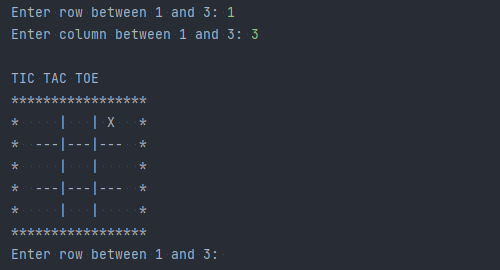 Enter row between 1 and 3: 1
Enter column between 1 and 3: 3

TIC TAC TOE
*****************
*     |   | X   *
*  ---|---|---  *
*     |   |     *
*  ---|---|---  *
*     |   |     *
*****************
Enter row between 1 and 3: